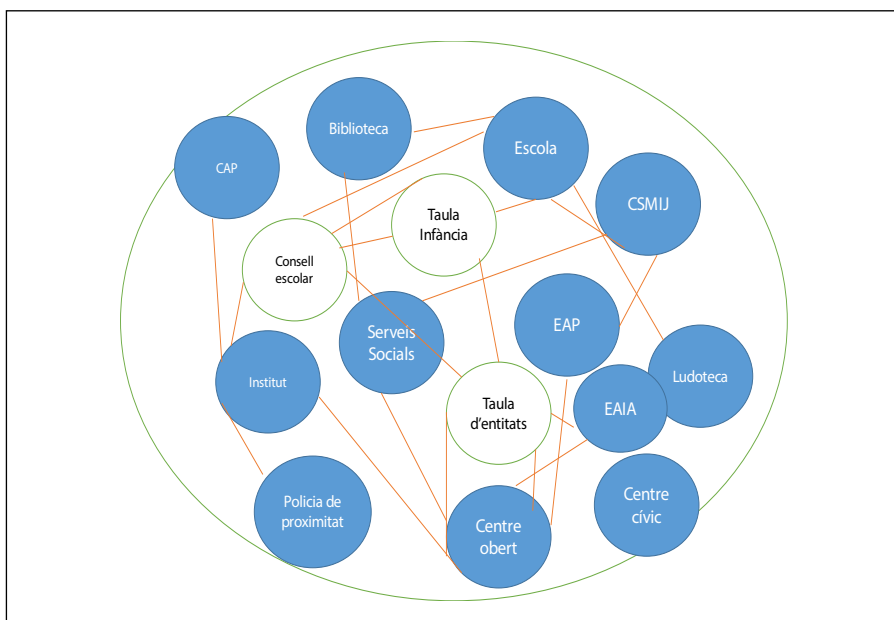 Biblioteca
Escola
CAP
CSMIJ
Taula
Infància
Consell
escolar
Serveis
Socials
EAP
Institut
Ludoteca
Taula
d'entitats
EAIA
Policia de
proximitat
Centre
cívic
Centre
obert